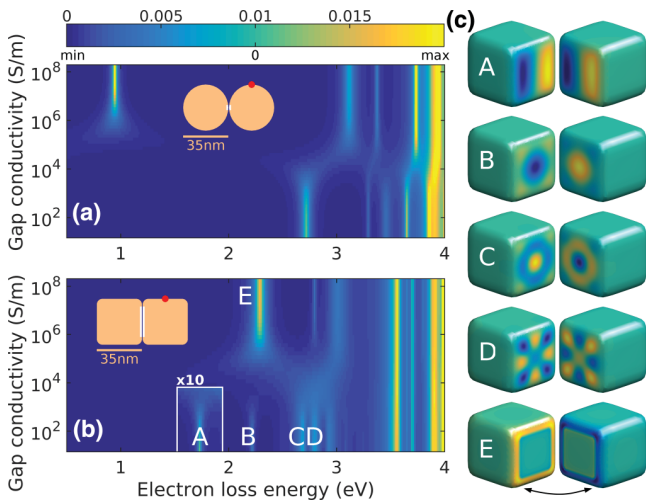 0 0.005 0.01 0.015
min 0 max
(c)
Gap conductivity (S/m)
10⁸
10⁶
10⁴
10²
35nm
(a)
1 2 3 4
Gap conductivity (S/m)
10⁸
10⁶
10⁴
10²
E
35nm
x10
(b)
A B CD
1 2 3 4
Electron loss energy (eV)
A
B
C
D
E